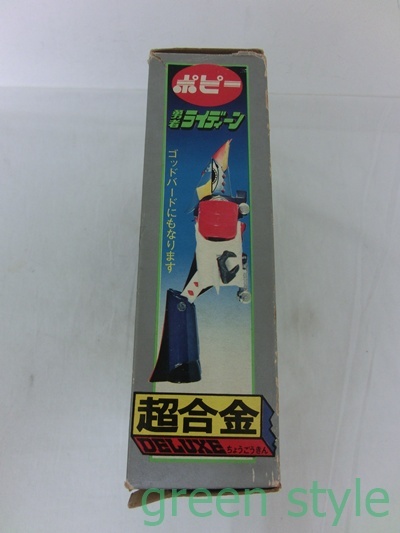 ポピー
勇者ライディーン
ゴッドバードにもなります
超合金
DELUXE ちょうごうきん
green style